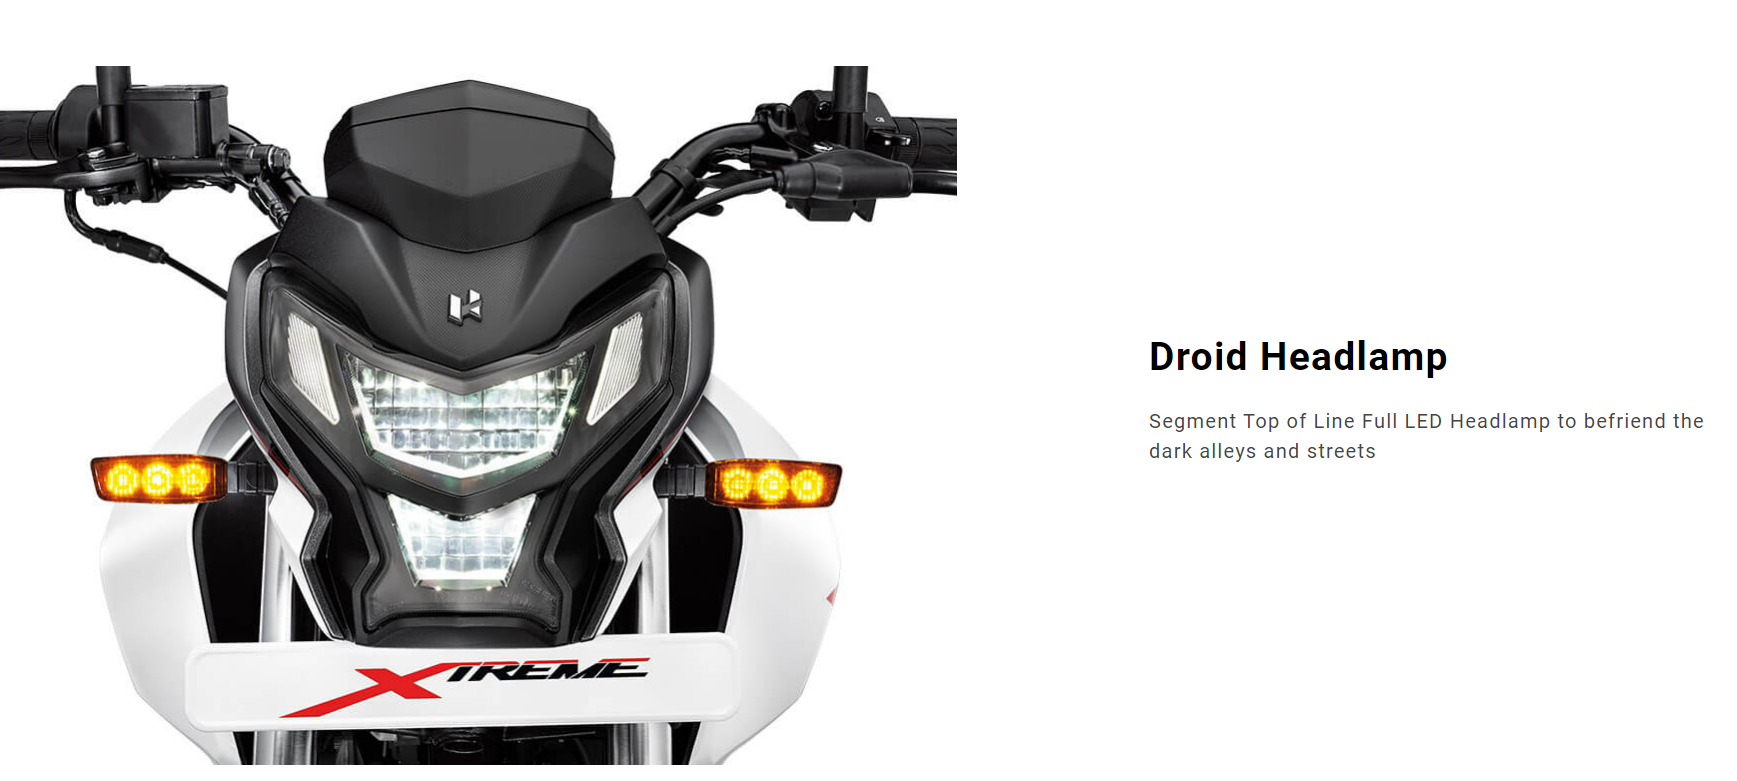 Droid Headlamp
Segment Top of Line Full LED Headlamp to befriend the
dark alleys and streets
XTREME